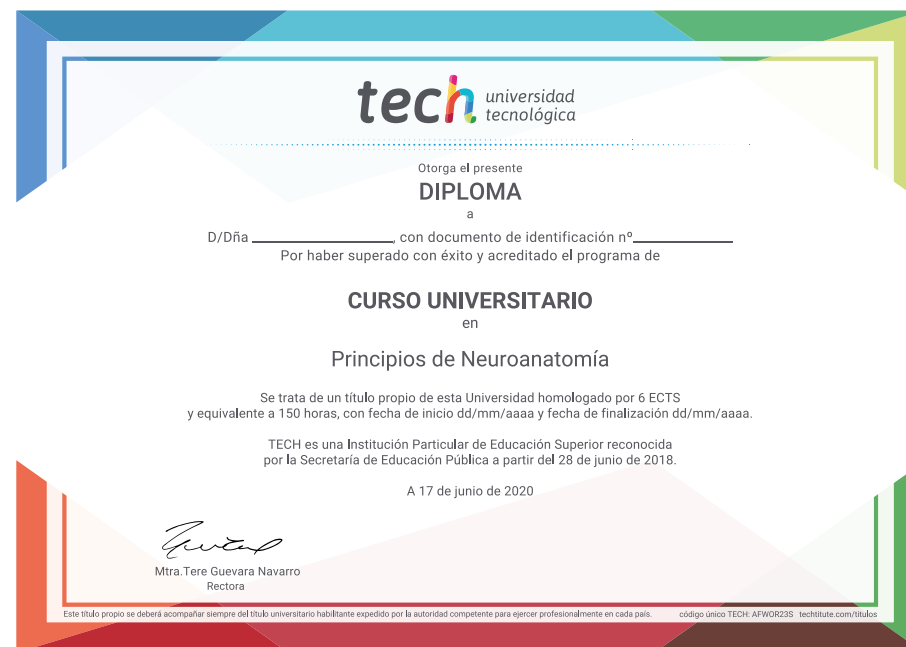 tech universidad
tecnológica
Otorga el presente
DIPLOMA
a
D/Dña ________________, con documento de identificación nº____________
Por haber superado con éxito y acreditado el programa de
CURSO UNIVERSITARIO
en
Principios de Neuroanatomía
Se trata de un título propio de esta Universidad homologado por 6 ECTS
y equivalente a 150 horas, con fecha de inicio dd/mm/aaaa y fecha de finalización dd/mm/aaaa.
TECH es una Institución Particular de Educación Superior reconocida
por la Secretaría de Educación Pública a partir del 28 de junio de 2018.
A 17 de junio de 2020
Mtra.Tere Guevara Navarro
Rectora
Este título propio se deberá acompañar siempre del título universitario habilitante expedido por la autoridad competente para ejercer profesionalmente en cada país. código único TECH: AFWOR23S techtitute.com/titulos